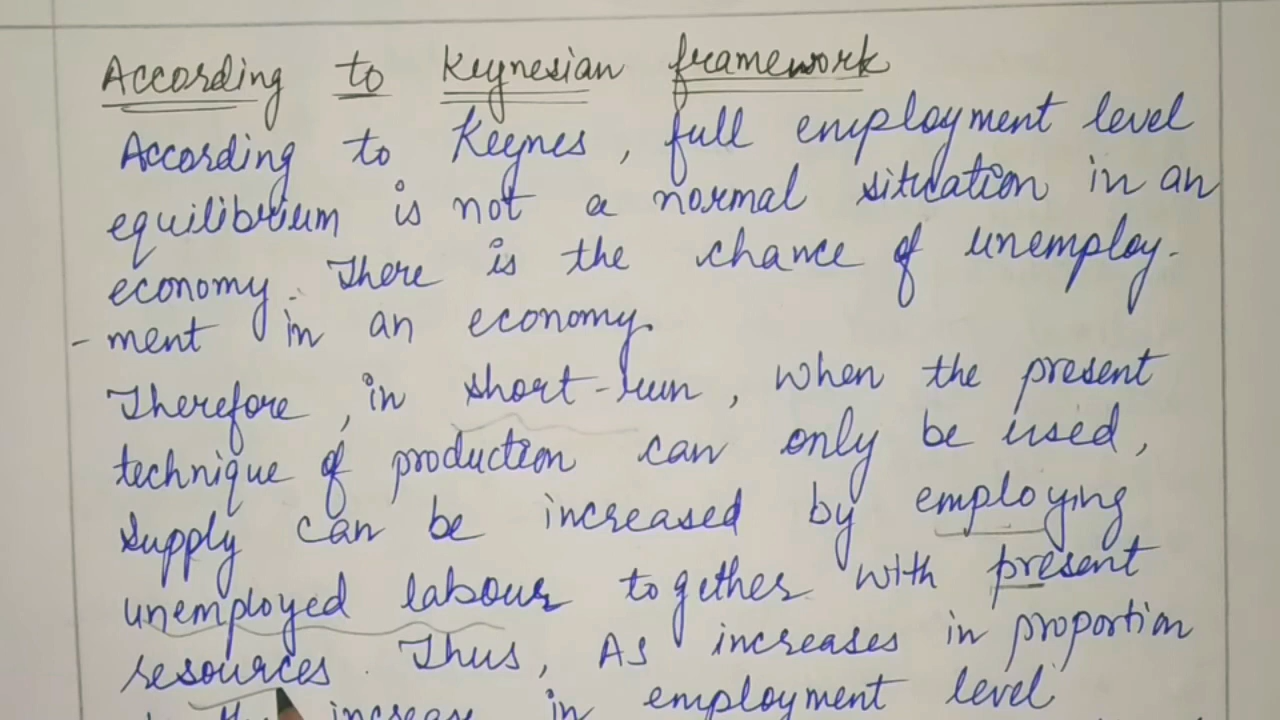 According to Keynesian framework
According to Keynes, full employment level
equilibrium is not a normal situation in an
economy. There is the chance of unemploy-
-ment in an economy.
Therefore, in short-run, when the present
technique of production can only be used,
supply can be increased by employing
unemployed labour together with present
resources. Thus, AS increases in proportion
to the increase in employment level